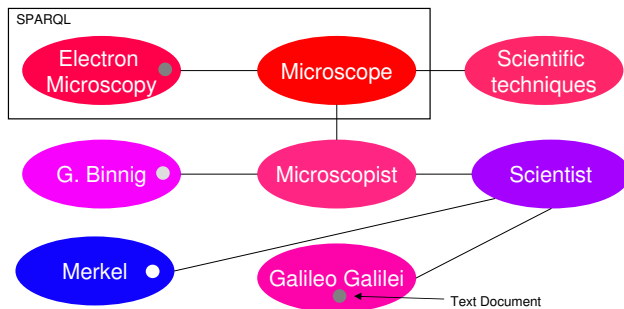 SPARQL
Electron
Microscopy
Microscope
Scientific
techniques
G. Binnig
Microscopist
Scientist
Merkel
Galileo Galilei
Text Document